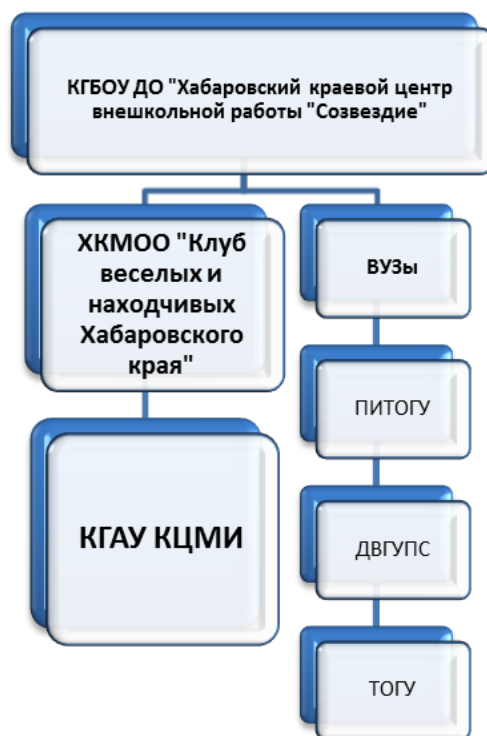 КГБОУ ДО "Хабаровский краевой центр
внешкольной работы "Созвездие"
ХКМОО "Клуб
веселых и
находчивых
Хабаровского
края"
КГАУ КЦМИ
ВУЗы
ПИТОГУ
ДВГУПС
ТОГУ